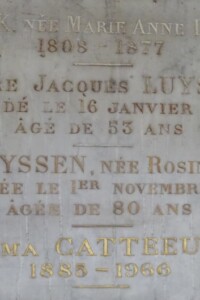 K, NÉE MARIE ANNE
1808 - 1877
JACQUES LUYS
DÉ LE 16 JANVIER
ÂGÉ DE 53 ANS
YSSEN, NÉE ROSIN
ÉE LE 1ER NOVEMBR
ÂGÉE DE 80 ANS
MA CATTEEU
1885-1966